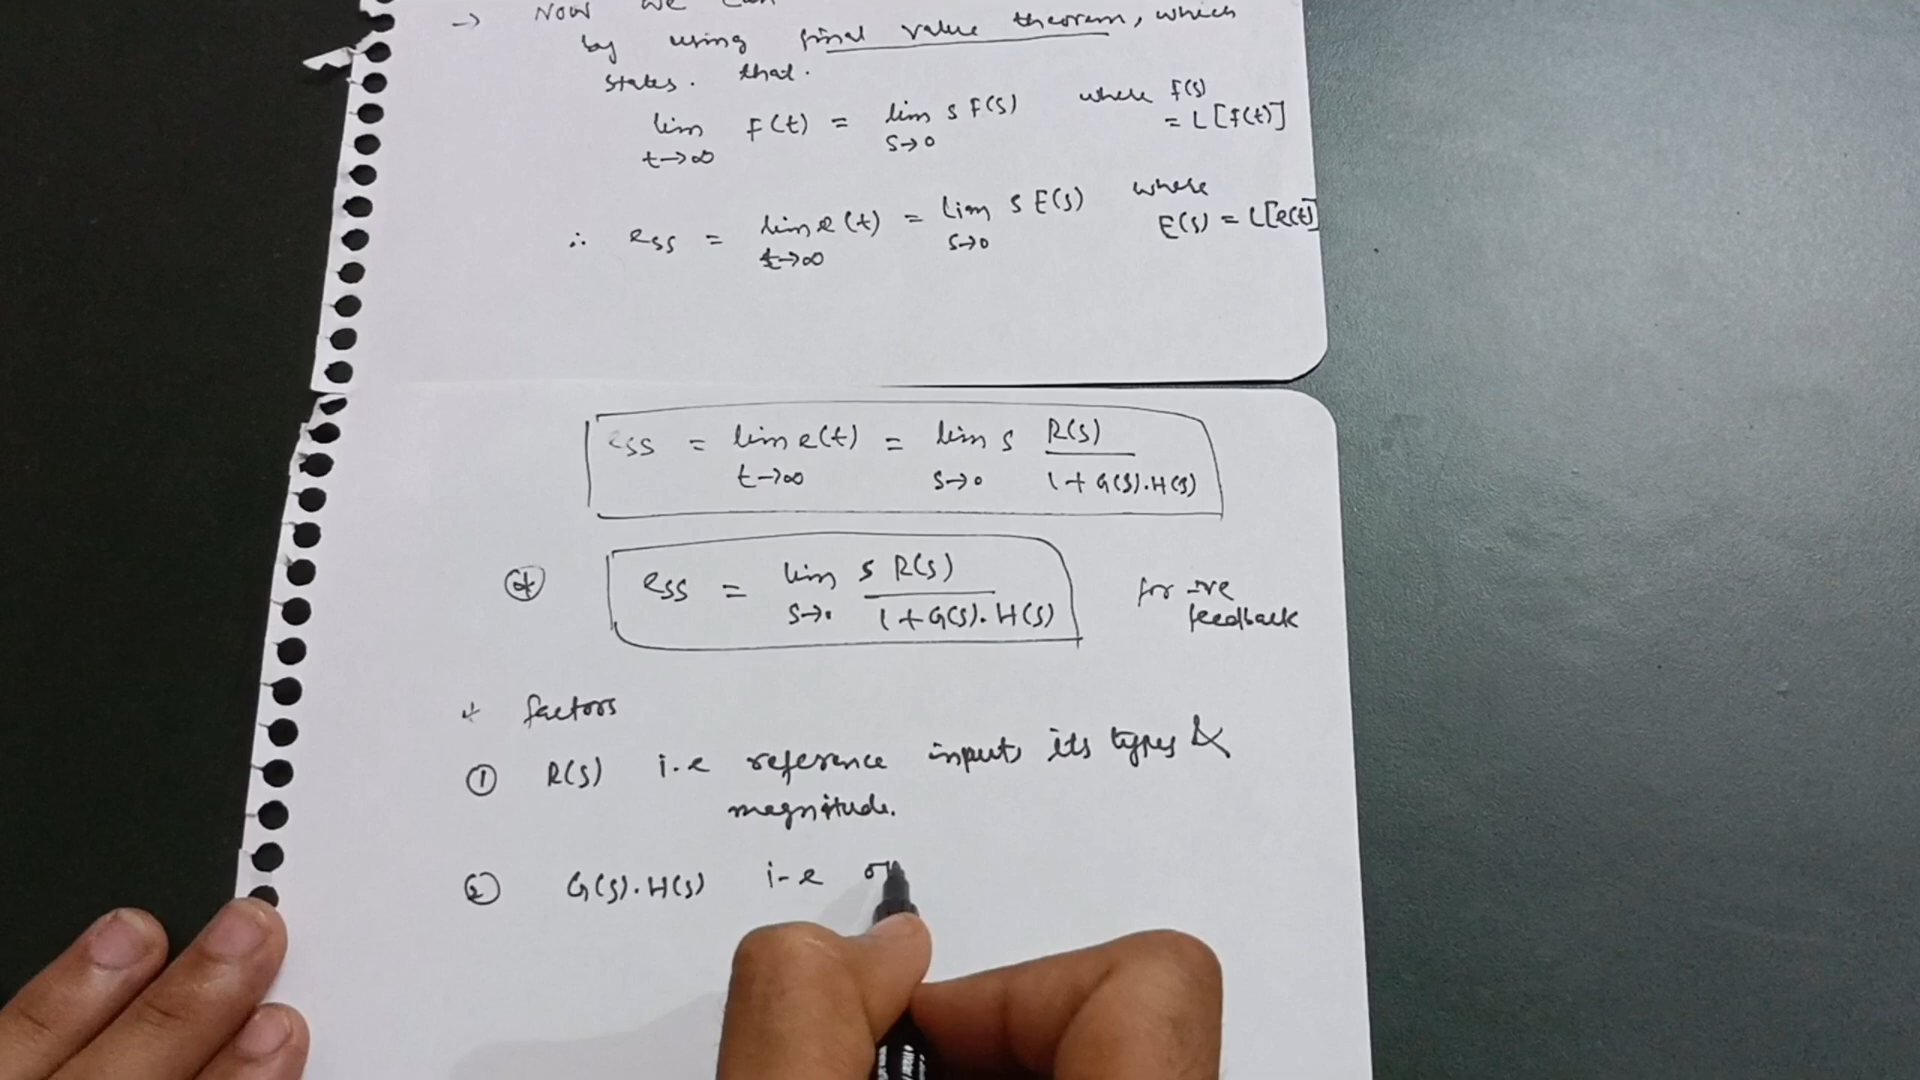 → Now we can
by using final value theorem, which
states. that.
lim t→∞ F(t) = lim s→0 s F(s) where F(s) = L[f(t)]
∴ ess = lim t→∞ e(t) = lim s→0 s E(s) where E(s) = L[e(t)]
ess = lim t→∞ e(t) = lim s→0 s R(s) / 1+G(s).H(s)
ess = lim s→0 s R(s) / 1+G(s).H(s) for -ve feedback
* factors
① R(s) i.e reference input, its types &
magnitude.
② G(s).H(s) i-e